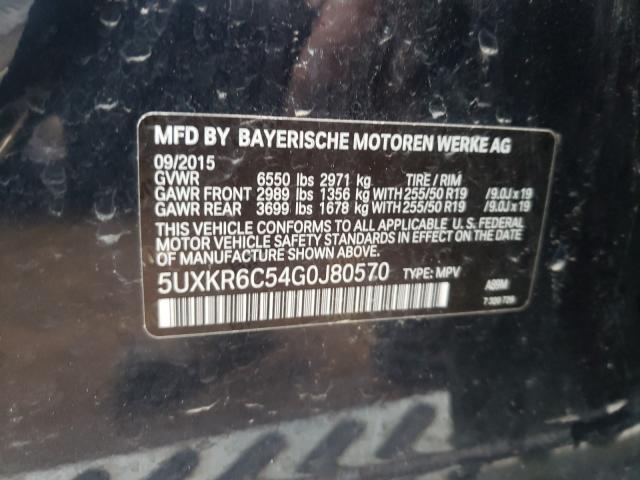 MFD BY BAYERISCHE MOTOREN WERKE AG
09/2015
GVWR 6550 lbs 2971 kg TIRE / RIM
GAWR FRONT 2989 lbs 1356 kg WITH 255/50 R19 /9.0J x 19
GAWR REAR 3699 lbs 1678 kg WITH 255/50 R19 /9.0J x 19
THIS VEHICLE CONFORMS TO ALL APPLICABLE U. S. FEDERAL
MOTOR VEHICLE SAFETY STANDARDS IN EFFECT ON THE DATE OF
MANUFACTURE SHOWN ABOVE.
5UXKR6C54G0J80570 TYPE: MPV